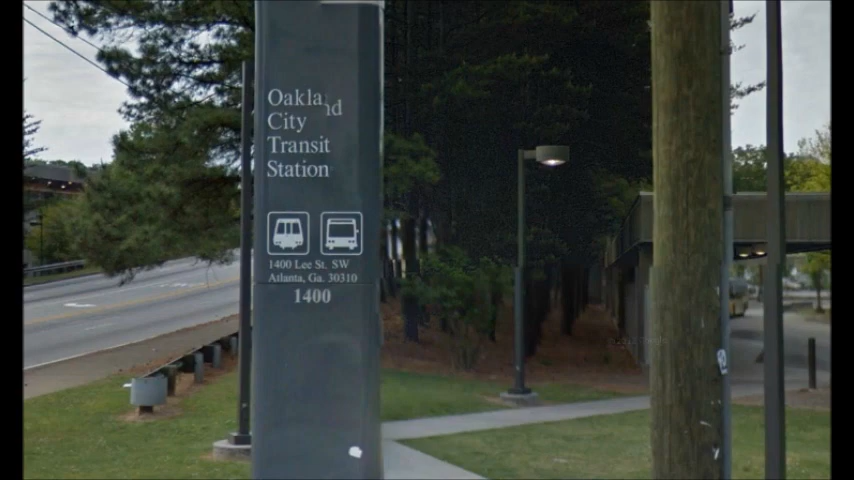 Oakland
City
Transit
Station
1400 Lee St. SW
Atlanta, Ga. 30310
1400